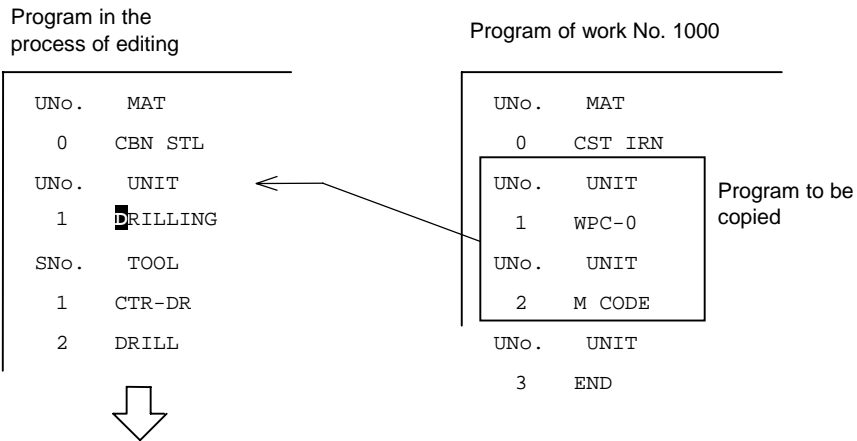 Program in the
process of editing
UNo. MAT
0 CBN STL
UNo. UNIT
1 DRILLING
SNo. TOOL
1 CTR-DR
2 DRILL
Program of work No. 1000
UNo. MAT
0 CST IRN
UNo. UNIT
1 WPC-0
UNo. UNIT
2 M CODE
UNo. UNIT
3 END
Program to be
copied